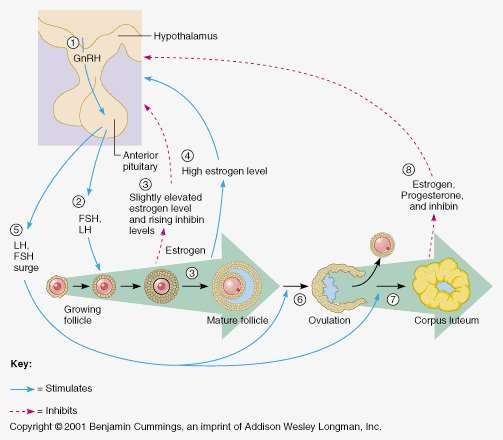 Hypothalamus
①
GnRH
Anterior
pituitary
④
High estrogen level
⑧
Estrogen,
Progesterone,
and inhibin
③
Slightly elevated
estrogen level
and rising inhibin
levels
②
FSH,
LH
⑤
LH,
FSH
surge
Estrogen
③
⑥
⑦
Growing
follicle
Mature follicle
Ovulation
Corpus luteum
Key:
= Stimulates
= Inhibits
Copyright © 2001 Benjamin Cummings, an imprint of Addison Wesley Longman, Inc.